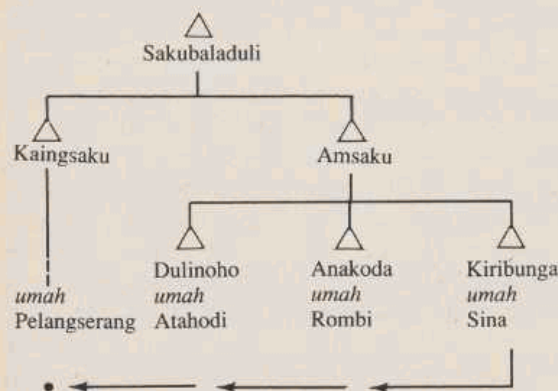 Sakubaladuli
Kaingsaku Amsaku
Dulinoho Anakoda Kiribunga
umah umah umah umah
Pelangserang Atahodi Rombi Sina